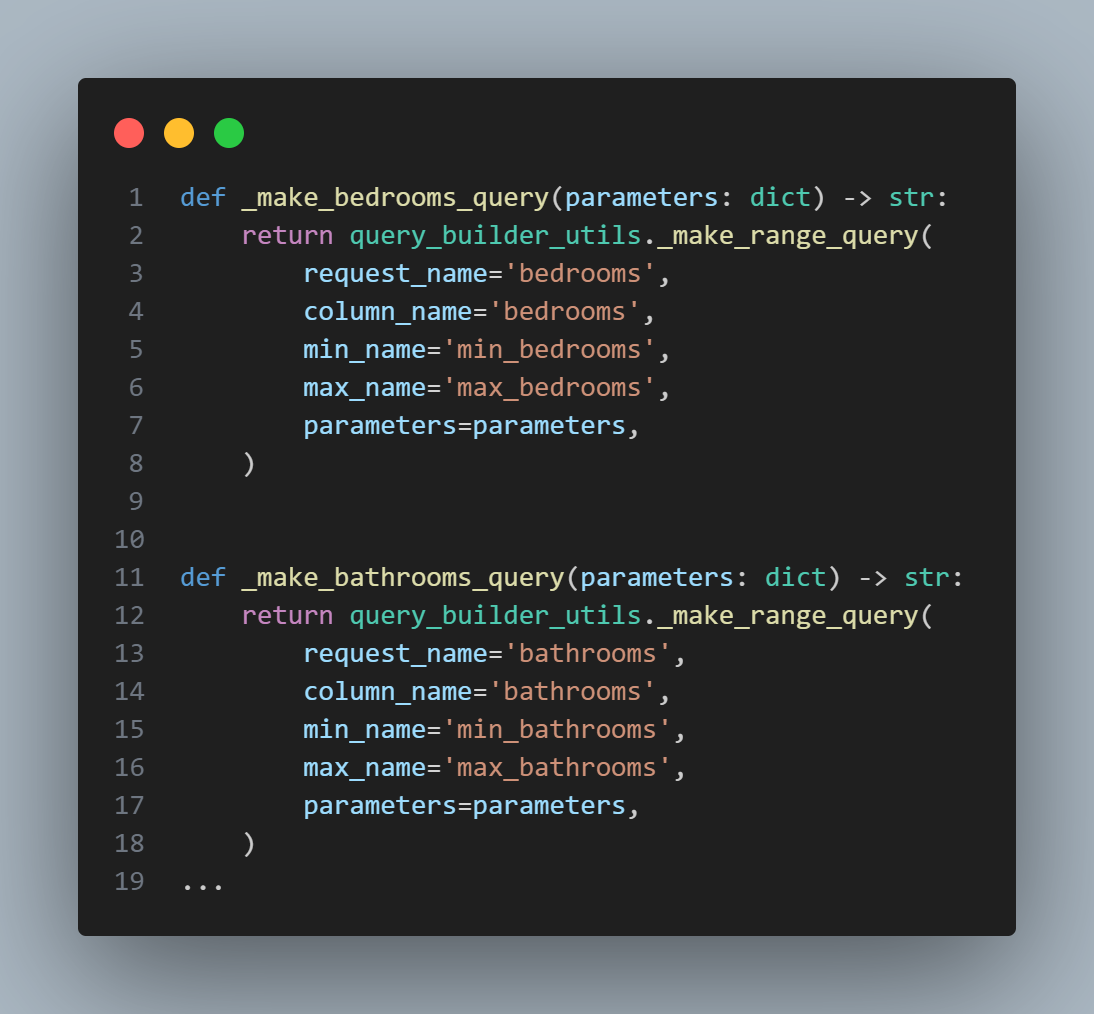 1 def _make_bedrooms_query(parameters: dict) -> str:
2     return query_builder_utils._make_range_query(
3         request_name='bedrooms',
4         column_name='bedrooms',
5         min_name='min_bedrooms',
6         max_name='max_bedrooms',
7         parameters=parameters,
8     )
9
10
11 def _make_bathrooms_query(parameters: dict) -> str:
12     return query_builder_utils._make_range_query(
13         request_name='bathrooms',
14         column_name='bathrooms',
15         min_name='min_bathrooms',
16         max_name='max_bathrooms',
17         parameters=parameters,
18     )
19 ...